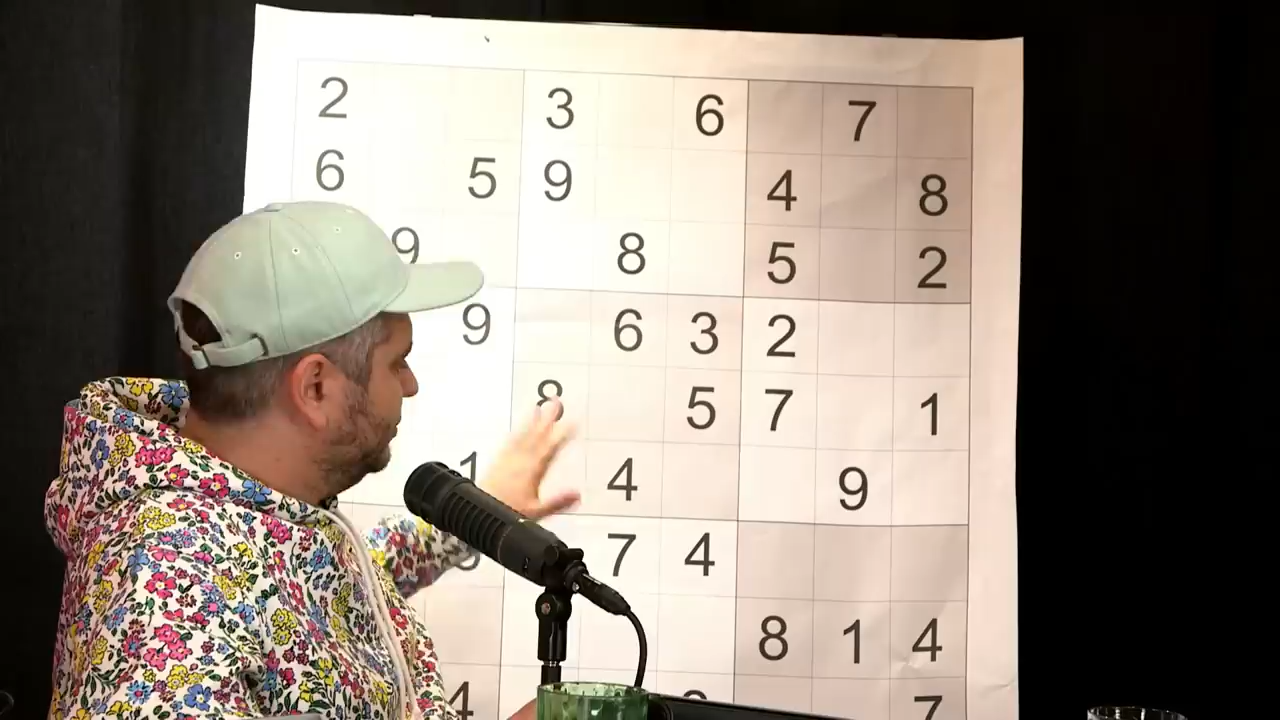 2 3 6 7
6 5 9 4 8
9 8 5 2
9 6 3 2
8 5 7 1
1 4 9
7 4
8 1 4
4 7